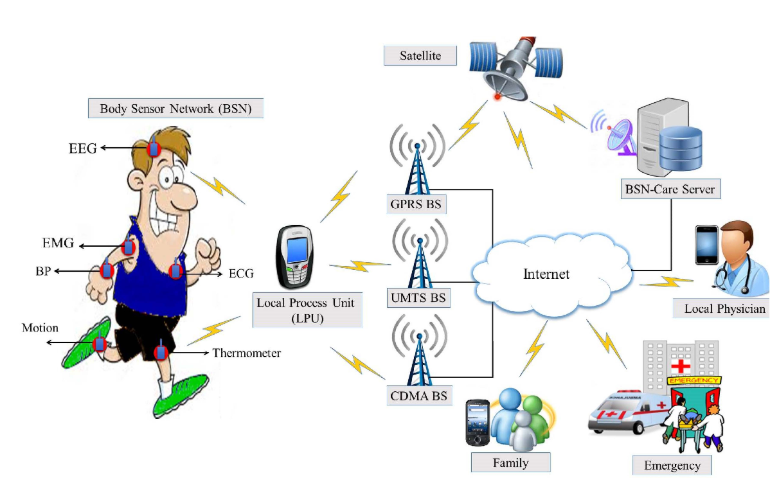 Satellite
Body Sensor Network (BSN)
EEG
BSN-Care Server
GPRS BS
EMG
BP
ECG
Internet
Local Process Unit
(LPU)
UMTS BS
Local Physician
Motion
Thermometer
CDMA BS
EMERGENCY
Family
Emergency